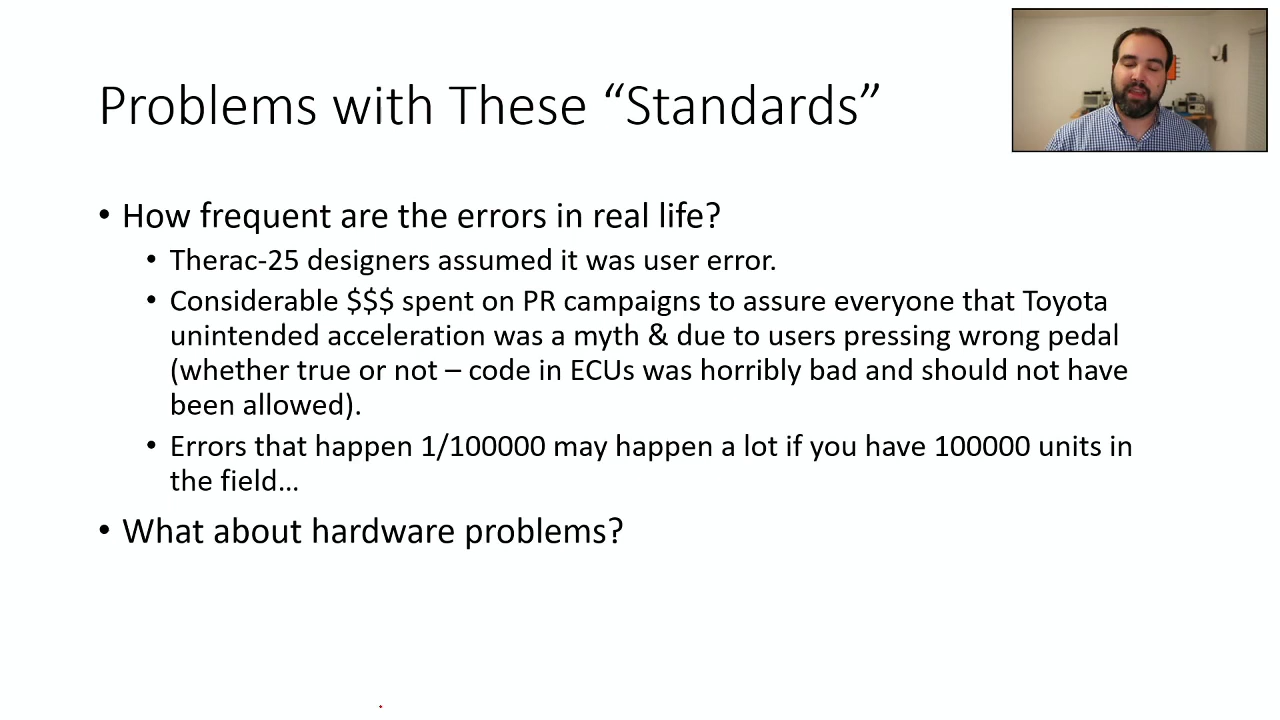 Problems with These “Standards”
• How frequent are the errors in real life?
• Therac-25 designers assumed it was user error.
• Considerable $$$ spent on PR campaigns to assure everyone that Toyota
unintended acceleration was a myth & due to users pressing wrong pedal
(whether true or not – code in ECUs was horribly bad and should not have
been allowed).
• Errors that happen 1/100000 may happen a lot if you have 100000 units in
the field…
• What about hardware problems?